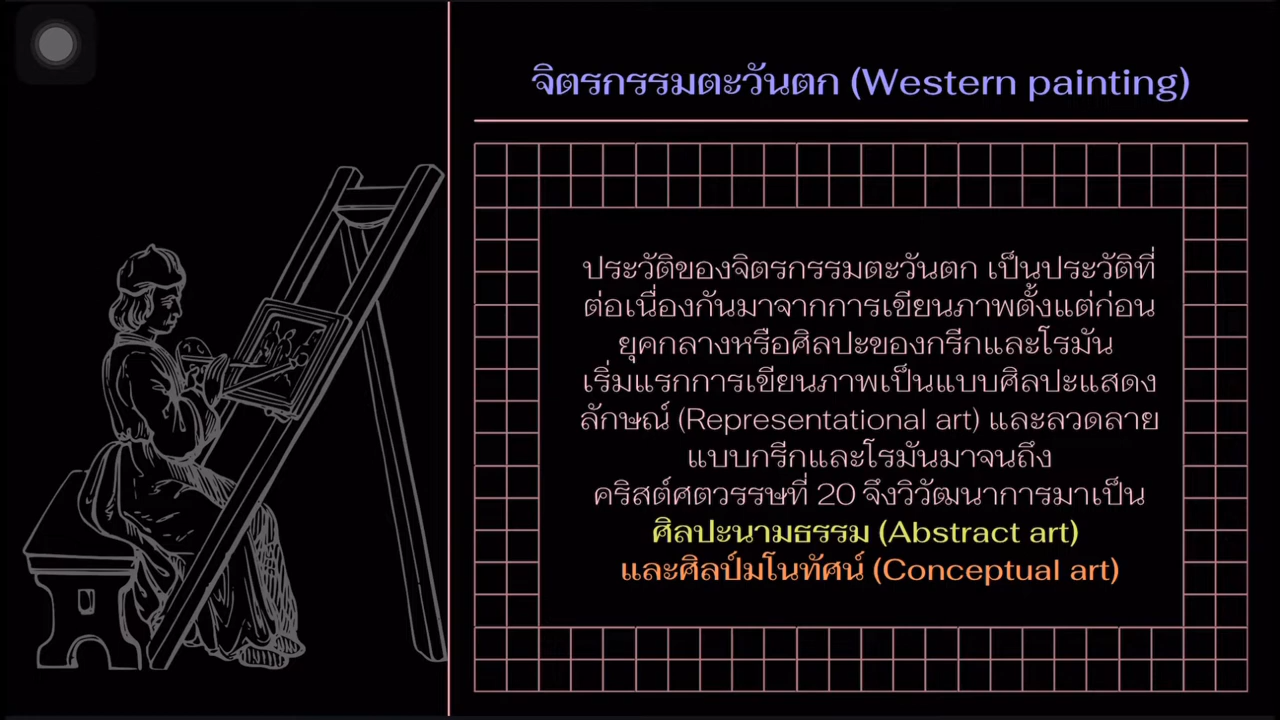 จิตรกรรมตะวันตก (Western painting)
ประวัติของจิตรกรรมตะวันตก เป็นประวัติที่
ต่อเนื่องกันมาจากการเขียนภาพตั้งแต่ก่อน
ยุคกลางหรือศิลปะของกรีกและโรมัน
เริ่มแรกการเขียนภาพเป็นแบบศิลปะแสดง
ลักษณ์ (Representational art) และลวดลาย
แบบกรีกและโรมันมาจนถึง
คริสต์ศตวรรษที่ 20 จึงวิวัฒนาการมาเป็น
ศิลปะนามธรรม (Abstract art)
และศิลป์มโนทัศน์ (Conceptual art)